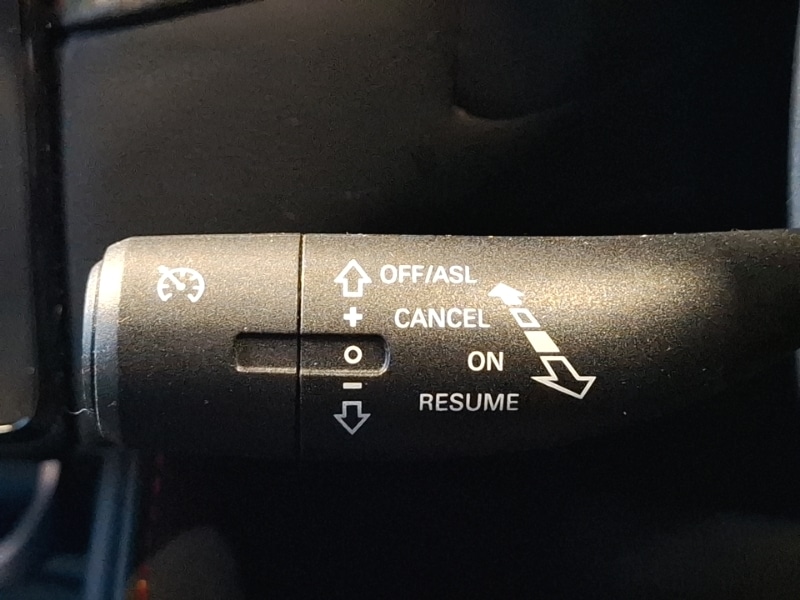 OFF/ASL
+ CANCEL
O ON
- RESUME